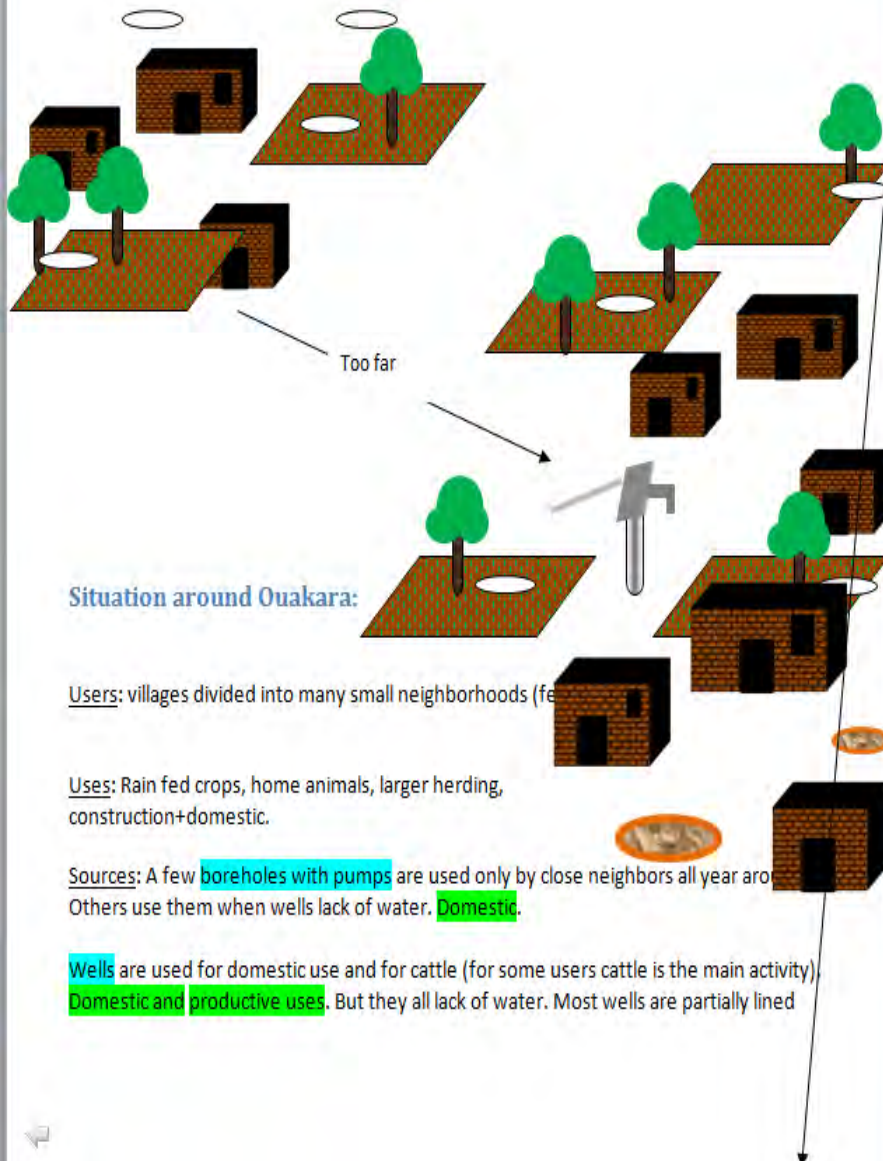 Too far
Situation around Ouakara:
Users: villages divided into many small neighborhoods
Uses: Rain fed crops, home animals, larger herding,
construction+domestic.
Sources: A few boreholes with pumps are used only by close neighbors all year
Others use them when wells lack of water. Domestic.
Wells are used for domestic use and for cattle (for some users cattle is the main activity).
Domestic and productive uses. But they all lack of water. Most wells are partially lined